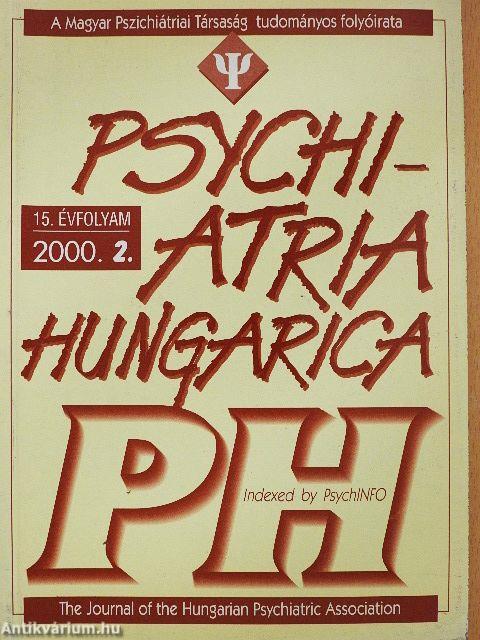 A Magyar Pszichiátriai Társaság tudományos folyóirata
Ψ
PSYCHI-
15. ÉVFOLYAM
2000. 2.
ATRIA
HUNGARICA
PH
Indexed by PsychINFO
The Journal of the Hungarian Psychiatric Association
Antikvárium.hu